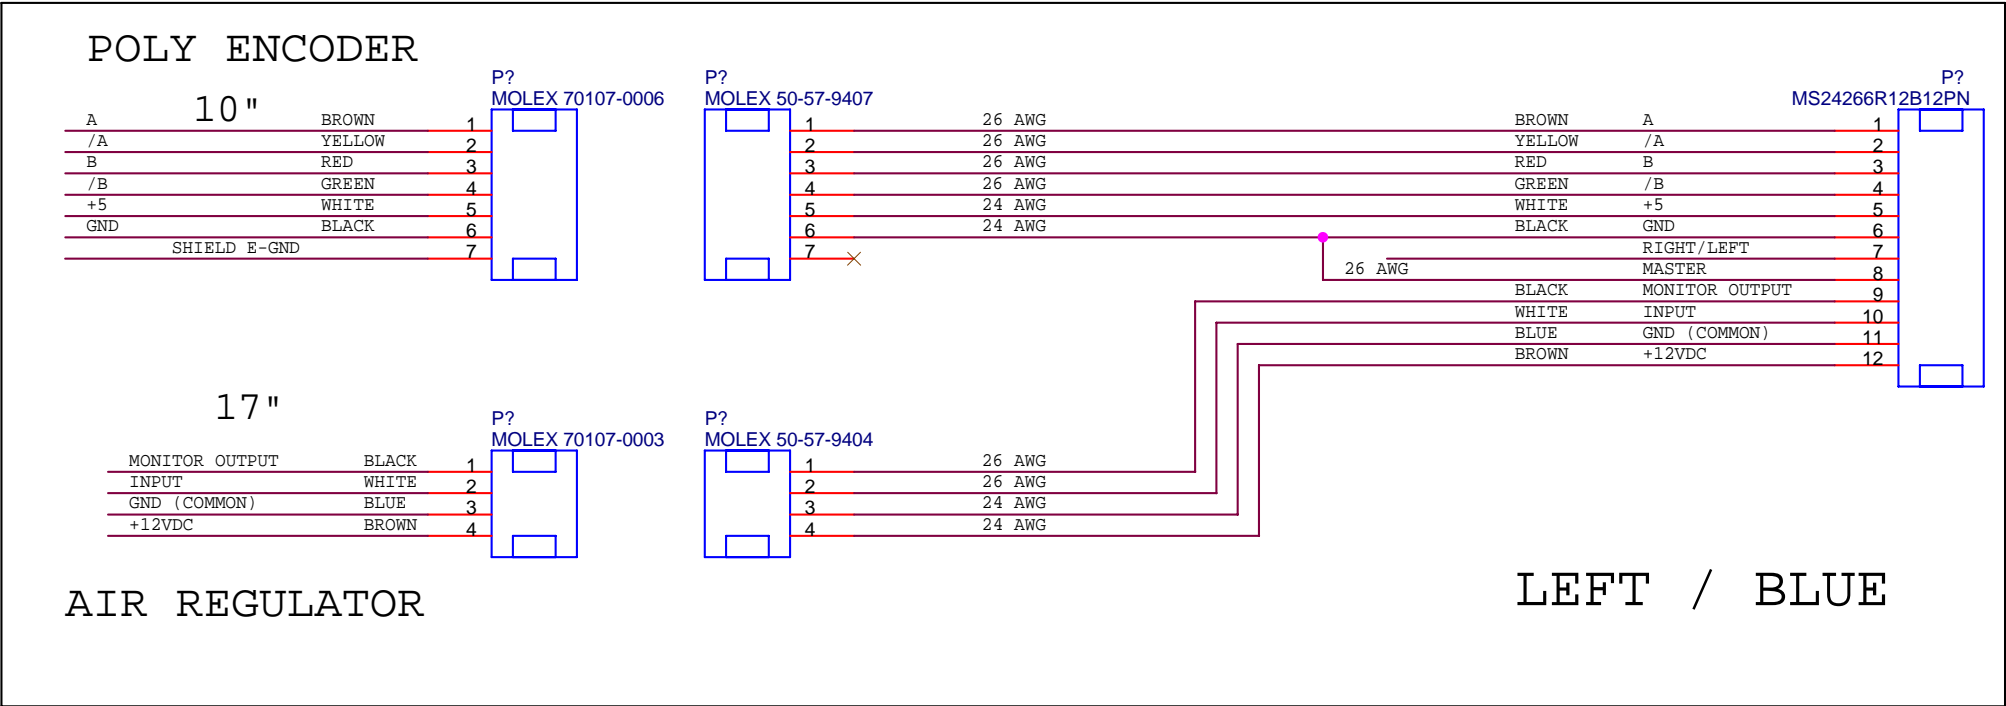 POLY ENCODER
10"
P?
MOLEX 70107-0006
A BROWN 1
/A YELLOW 2
B RED 3
/B GREEN 4
+5 WHITE 5
GND BLACK 6
SHIELD E-GND 7
P?
MOLEX 50-57-9407
1 26 AWG
2 26 AWG
3 26 AWG
4 26 AWG
5 24 AWG
6 24 AWG
7
P?
MS24266R12B12PN
BROWN A 1
YELLOW /A 2
RED B 3
GREEN /B 4
WHITE +5 5
BLACK GND 6
RIGHT/LEFT 7
26 AWG MASTER 8
BLACK MONITOR OUTPUT 9
WHITE INPUT 10
BLUE GND (COMMON) 11
BROWN +12VDC 12
17"
P?
MOLEX 70107-0003
MONITOR OUTPUT BLACK 1
INPUT WHITE 2
GND (COMMON) BLUE 3
+12VDC BROWN 4
P?
MOLEX 50-57-9404
1 26 AWG
2 26 AWG
3 24 AWG
4 24 AWG
AIR REGULATOR
LEFT / BLUE